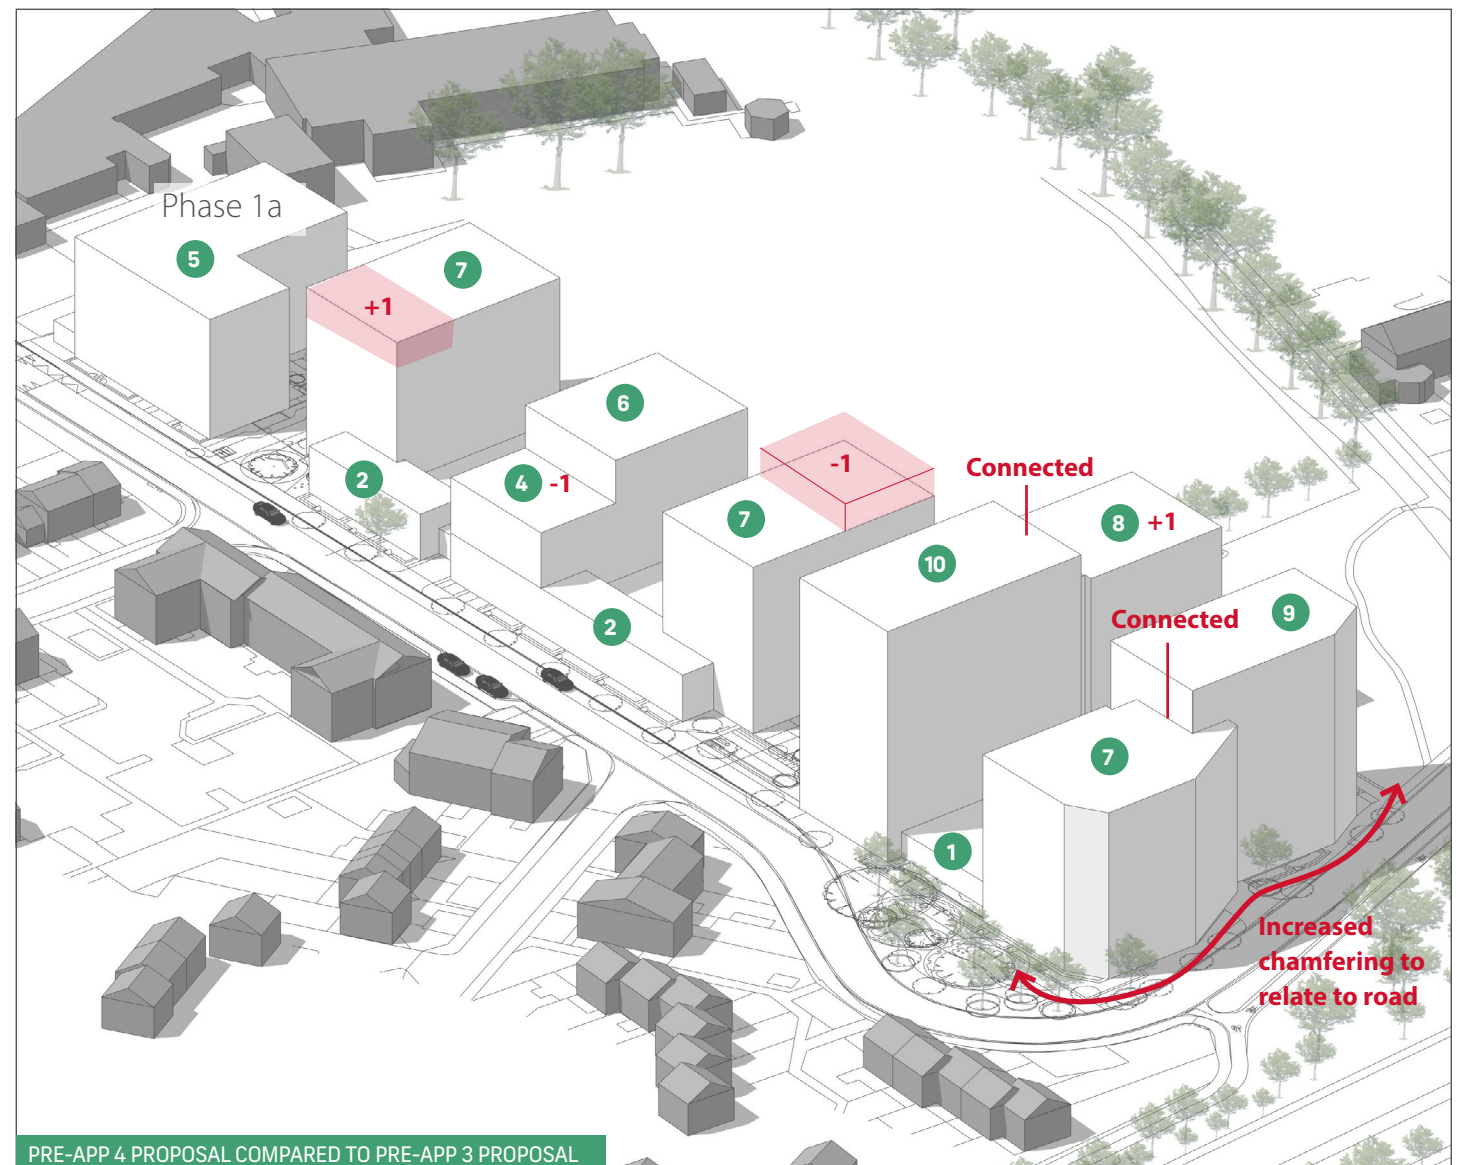 Phase 1a
5
7
+1
6
2
4 -1
-1
7
Connected
8 +1
10
Connected
9
2
7
1
Increased
chamfering to
relate to road
PRE-APP 4 PROPOSAL COMPARED TO PRE-APP 3 PROPOSAL